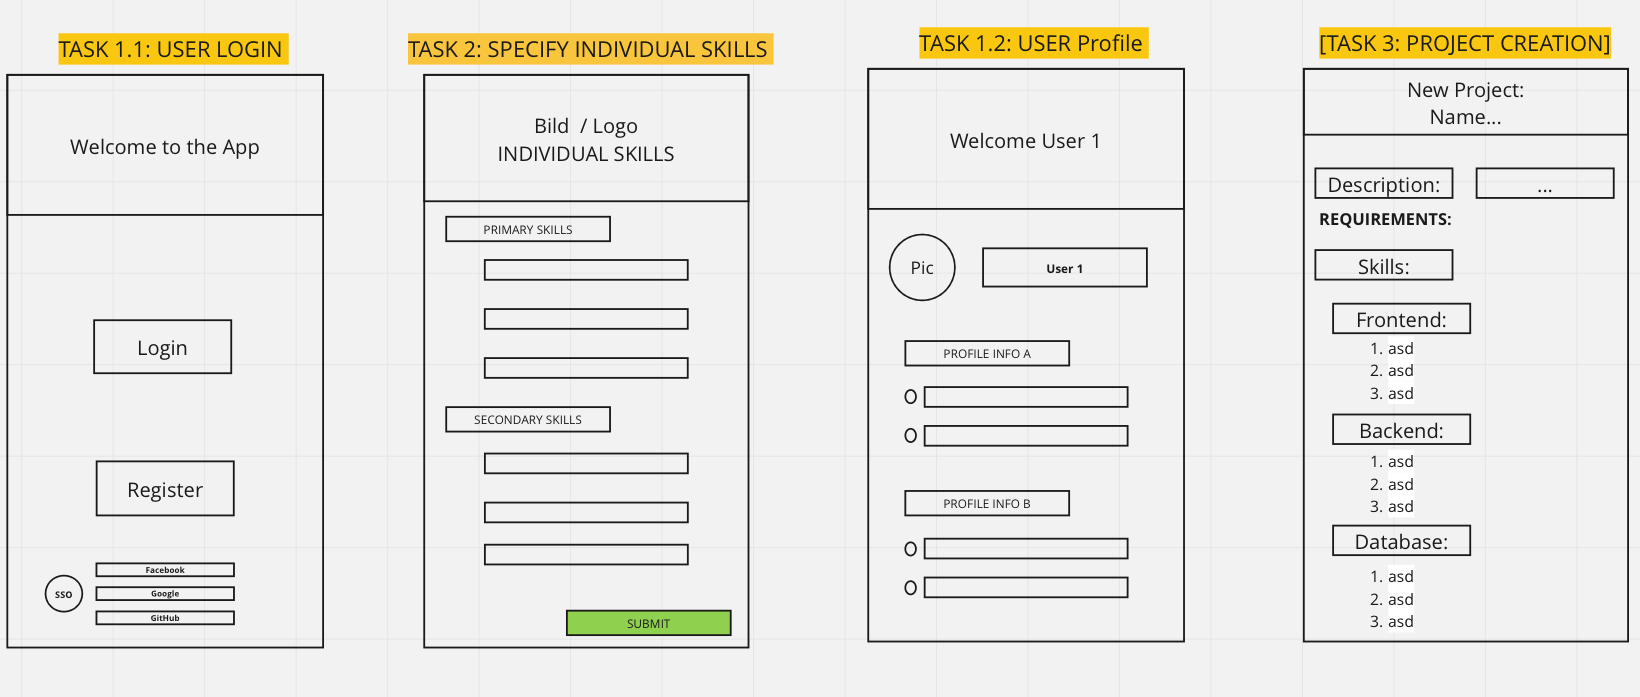 TASK 1.1: USER LOGIN
Welcome to the App
Login
Register
sso
Facebook
Google
GitHub
TASK 2: SPECIFY INDIVIDUAL SKILLS
Bild / Logo
INDIVIDUAL SKILLS
PRIMARY SKILLS
SECONDARY SKILLS
SUBMIT
TASK 1.2: USER Profile
Welcome User 1
Pic
User 1
PROFILE INFO A
PROFILE INFO B
[TASK 3: PROJECT CREATION]
New Project:
Name...
Description:
...
REQUIREMENTS:
Skills:
Frontend:
1. asd
2. asd
3. asd
Backend:
1. asd
2. asd
3. asd
Database:
1. asd
2. asd
3. asd